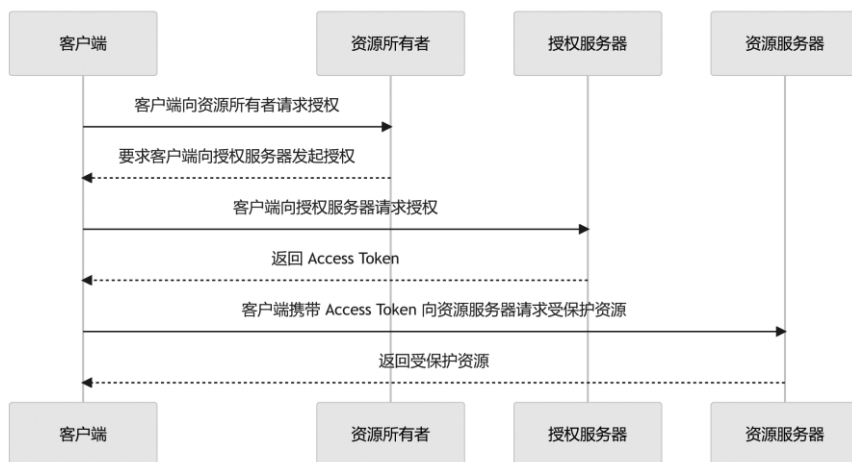 客户端
资源所有者
授权服务器
资源服务器
客户端向资源所有者请求授权
要求客户端向授权服务器发起授权
客户端向授权服务器请求授权
返回 Access Token
客户端携带 Access Token 向资源服务器请求受保护资源
返回受保护资源
客户端
资源所有者
授权服务器
资源服务器